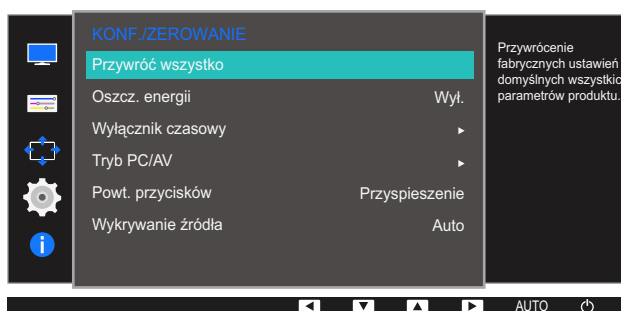 KONF./ZEROWANIE
Przywróć wszystko
Oszcz. energii Wył.
Wyłącznik czasowy
Tryb PC/AV
Powt. przycisków Przyspieszenie
Wykrywanie źródła Auto
Przywrócenie
fabrycznych ustawień
domyślnych wszystkic
parametrów produktu.
AUTO